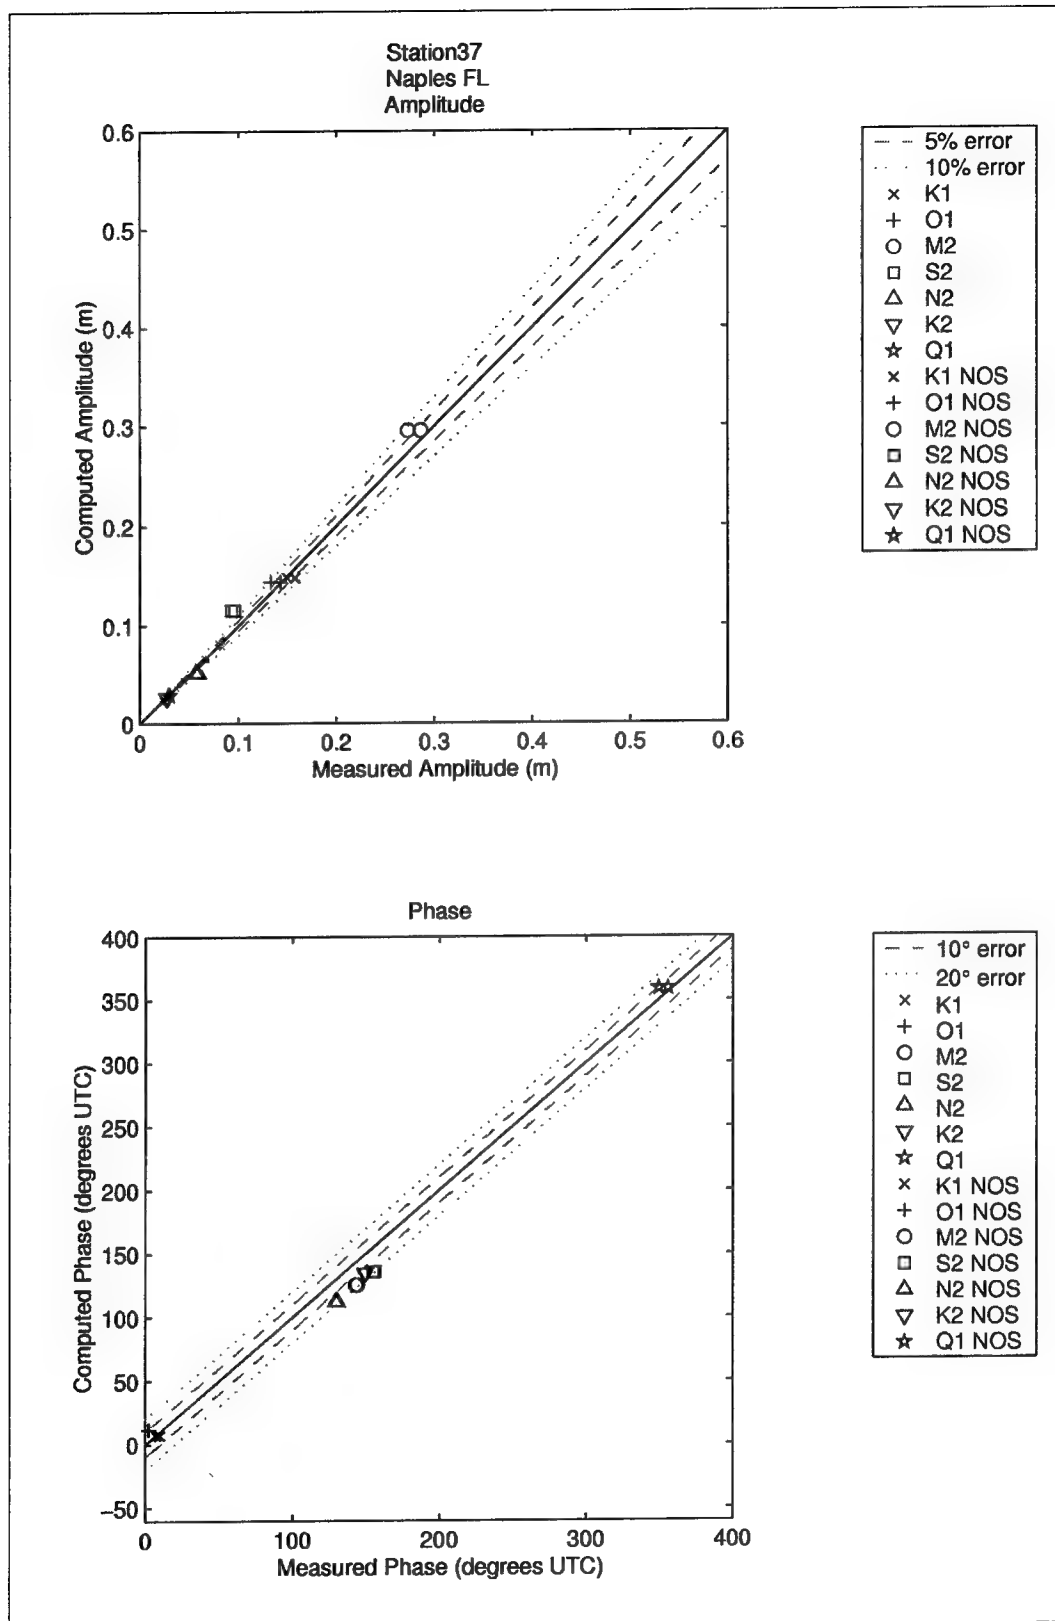 Station37
Naples FL
Amplitude
0.6
0.5
0.4
0.3
0.2
0.1
0
0 0.1 0.2 0.3 0.4 0.5 0.6
Computed Amplitude (m)
Measured Amplitude (m)
5% error
10% error
K1
O1
M2
S2
N2
K2
Q1
K1 NOS
O1 NOS
M2 NOS
S2 NOS
N2 NOS
K2 NOS
Q1 NOS
Phase
400
350
300
250
200
150
100
50
0
−50
0 100 200 300 400
Computed Phase (degrees UTC)
Measured Phase (degrees UTC)
10° error
20° error
K1
O1
M2
S2
N2
K2
Q1
K1 NOS
O1 NOS
M2 NOS
S2 NOS
N2 NOS
K2 NOS
Q1 NOS